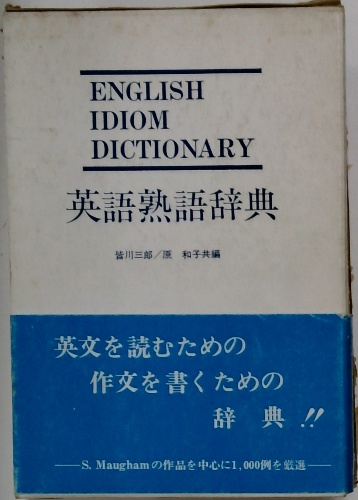 ENGLISH
IDIOM
DICTIONARY
英語熟語辞典
皆川三郎／原 和子共編
英文を読むための
作文を書くための
辞典!!
——S. Maughamの作品を中心に1,000例を厳選——